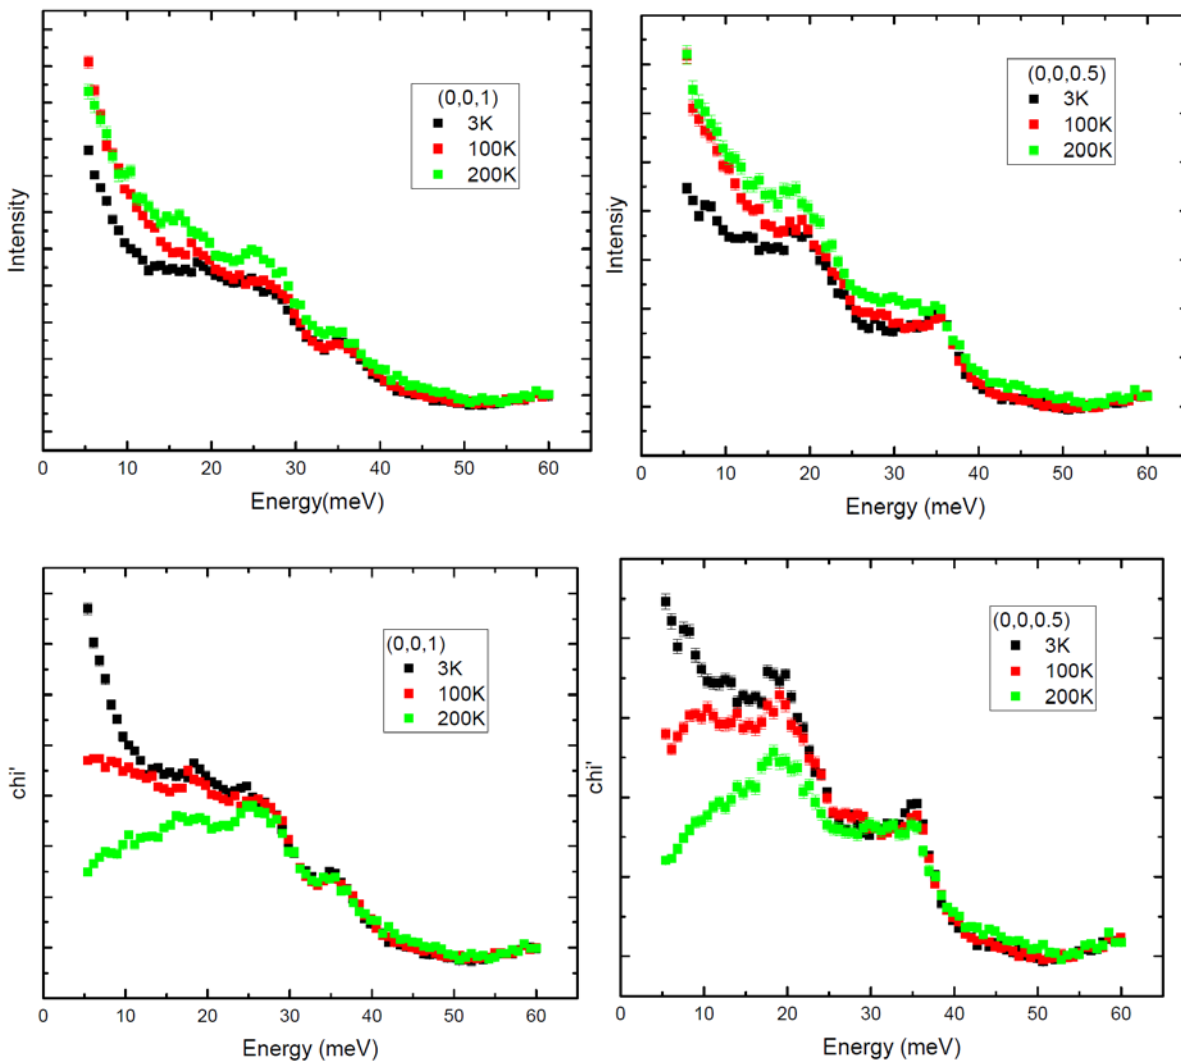 Intensity
(0,0,1)
3K
100K
200K
0 10 20 30 40 50 60
Energy(meV)
Intensiy
(0,0,0.5)
3K
100K
200K
0 10 20 30 40 50 60
Energy (meV)
chi'
(0,0,1)
3K
100K
200K
0 10 20 30 40 50 60
Energy (meV)
chi'
(0,0,0.5)
3K
100K
200K
0 10 20 30 40 50 60
Energy (meV)